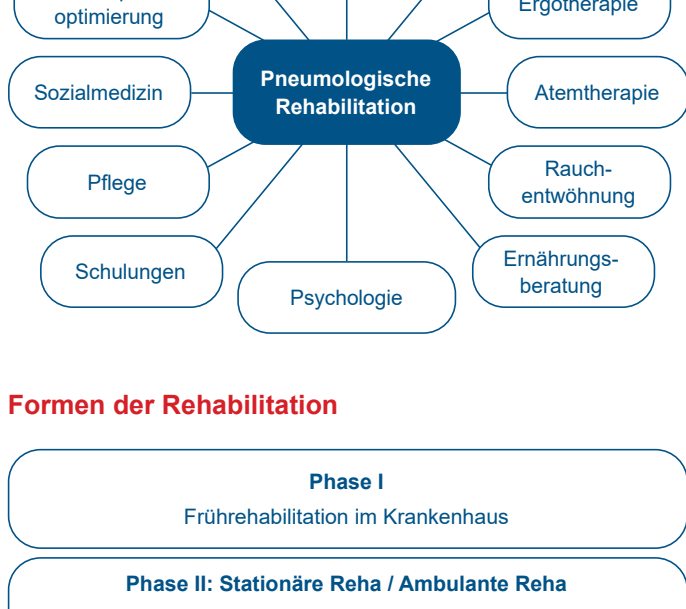 optimierung
Ergotherapie
Pneumologische
Rehabilitation
Sozialmedizin
Atemtherapie
Pflege
Rauch-
entwöhnung
Schulungen
Psychologie
Ernährungs-
beratung
Formen der Rehabilitation
Phase I
Frührehabilitation im Krankenhaus
Phase II: Stationäre Reha / Ambulante Reha